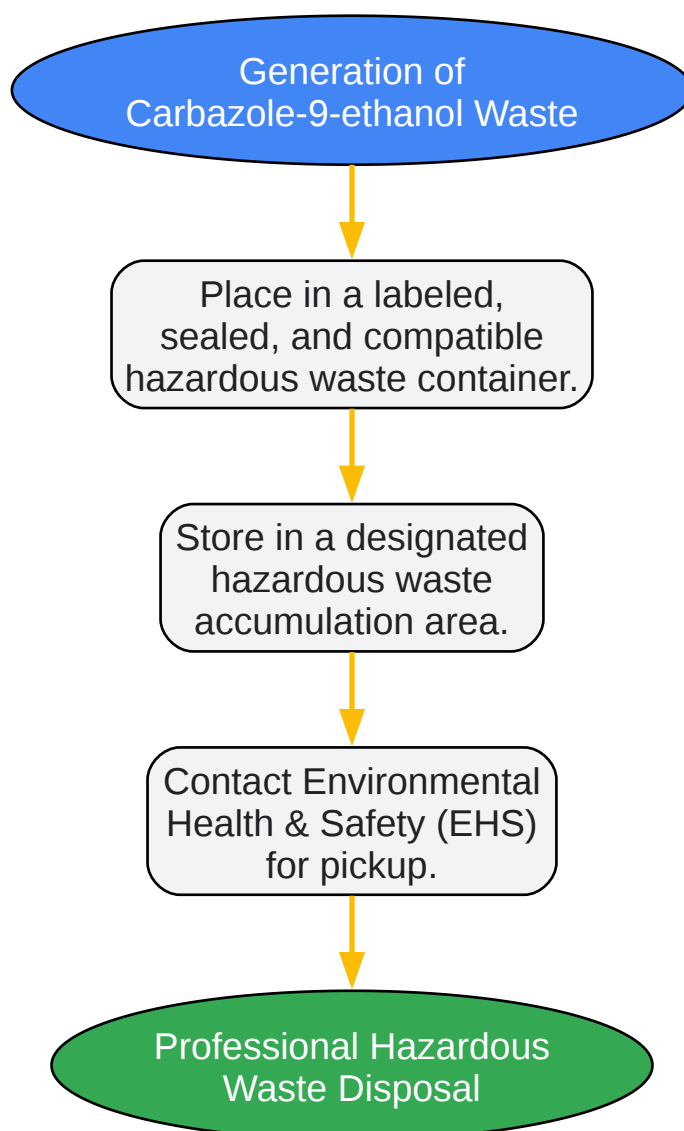 Generation of
Carbazole-9-ethanol Waste
Place in a labeled,
sealed, and compatible
hazardous waste container.
Store in a designated
hazardous waste
accumulation area.
Contact Environmental
Health & Safety (EHS)
for pickup.
Professional Hazardous
Waste Disposal